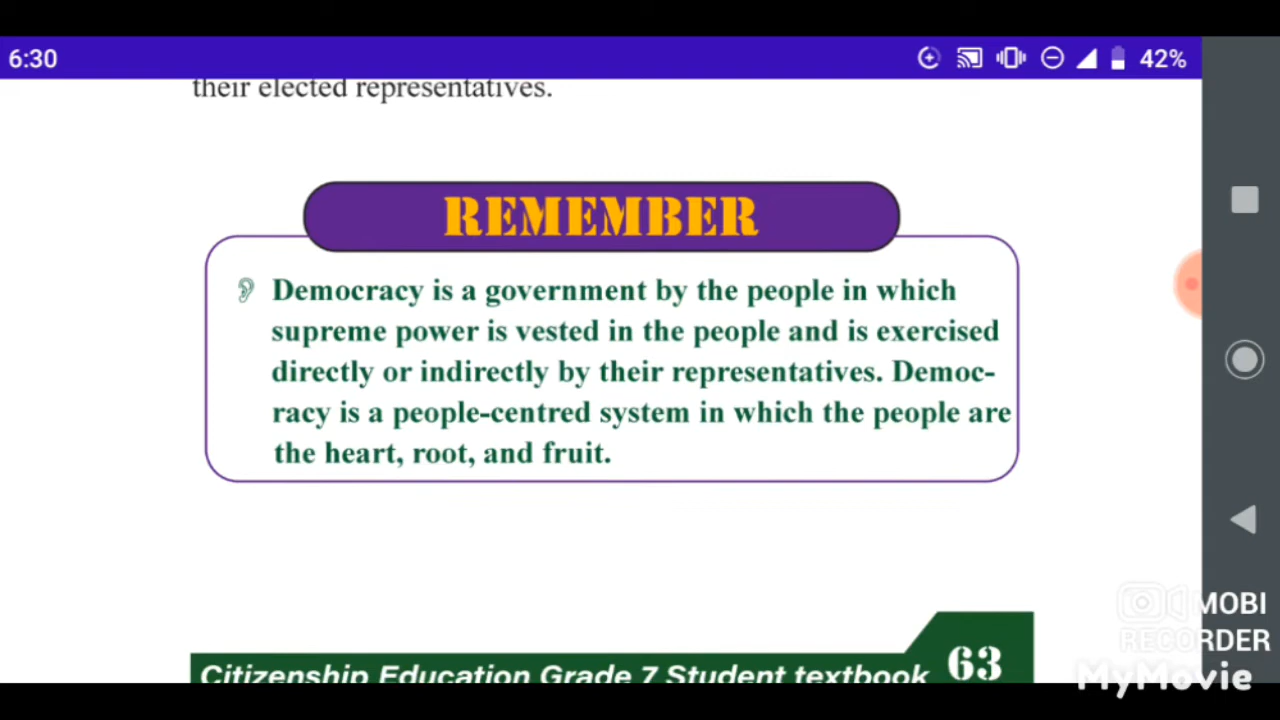 6:30
42%
their elected representatives.
REMEMBER
Democracy is a government by the people in which
supreme power is vested in the people and is exercised
directly or indirectly by their representatives. Democ-
racy is a people-centred system in which the people are
the heart, root, and fruit.
Citizenship Education Grade 7 Student textbook
63
MOBI
RECORDER
MyMovie